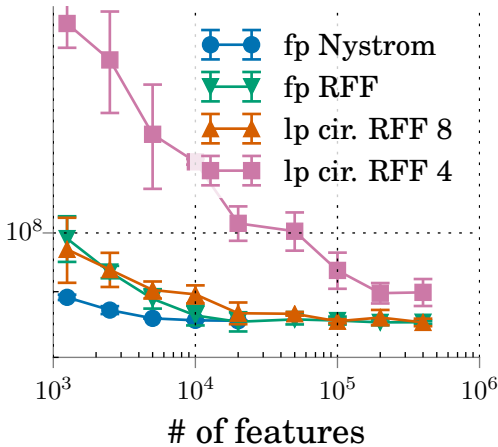 fp Nystrom
fp RFF
lp cir. RFF 8
lp cir. RFF 4
10^8
10^3 10^4 10^5 10^6
# of features